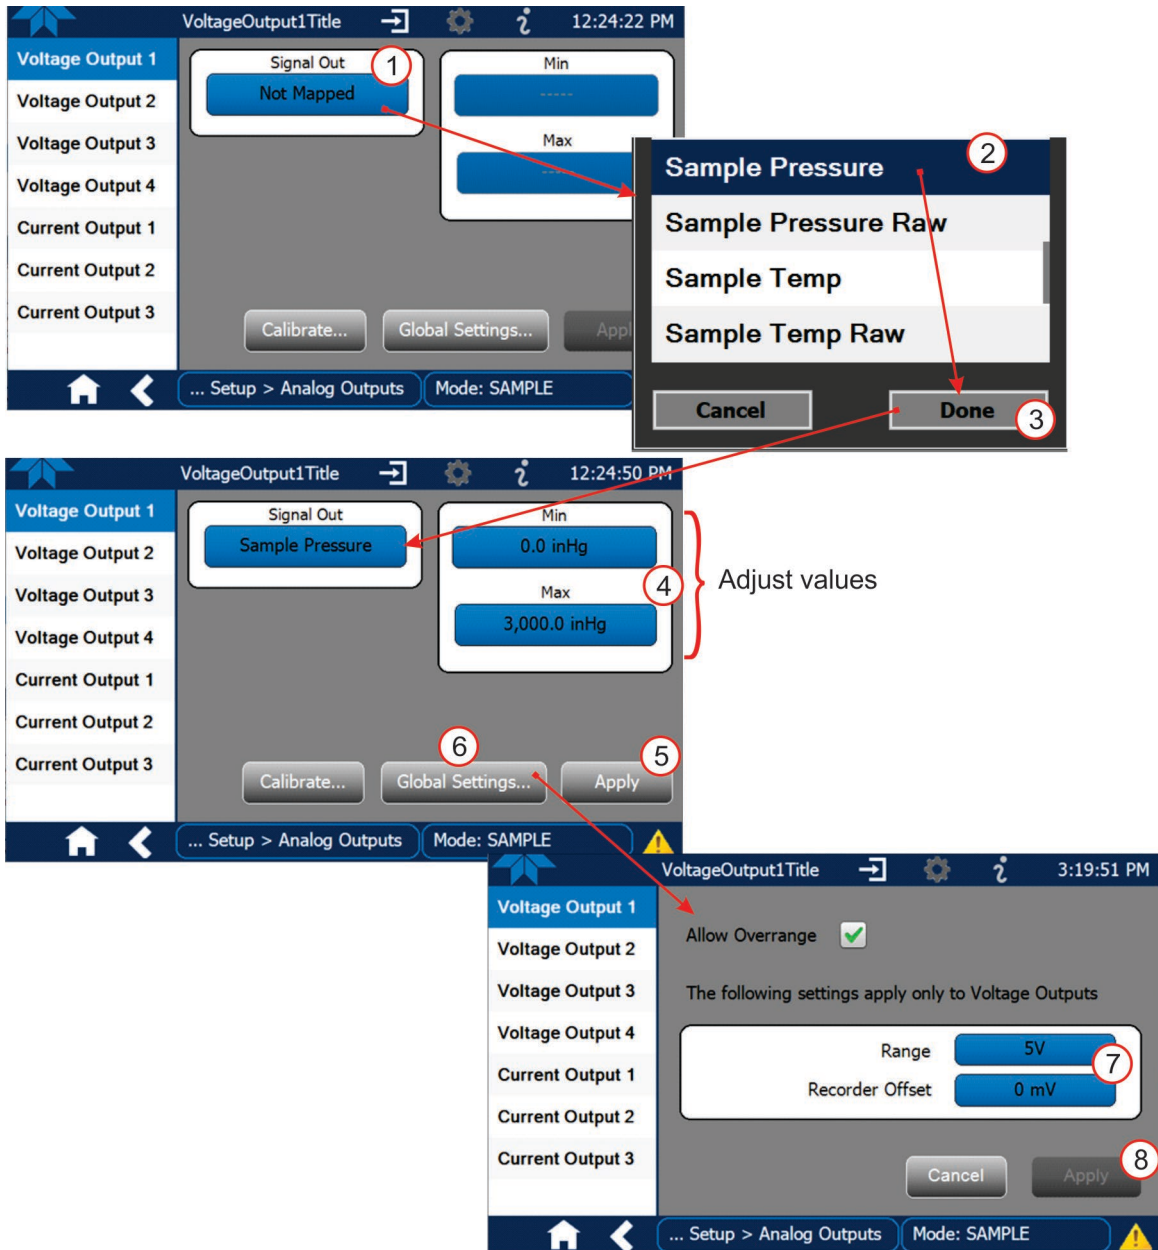 VoltageOutput1Title 12:24:22 PM
Voltage Output 1
Voltage Output 2
Voltage Output 3
Voltage Output 4
Current Output 1
Current Output 2
Current Output 3
Signal Out 1
Not Mapped
Min
-----
Max
-----
Calibrate... Global Settings... Appl
... Setup > Analog Outputs Mode: SAMPLE
Sample Pressure 2
Sample Pressure Raw
Sample Temp
Sample Temp Raw
Cancel Done 3
VoltageOutput1Title 12:24:50 PM
Voltage Output 1
Voltage Output 2
Voltage Output 3
Voltage Output 4
Current Output 1
Current Output 2
Current Output 3
Signal Out
Sample Pressure
Min
0.0 inHg
4
Max
3,000.0 inHg
Adjust values
6 5
Calibrate... Global Settings... Apply
... Setup > Analog Outputs Mode: SAMPLE
VoltageOutput1Title 3:19:51 PM
Voltage Output 1
Voltage Output 2
Voltage Output 3
Voltage Output 4
Current Output 1
Current Output 2
Current Output 3
Allow Overrange
The following settings apply only to Voltage Outputs
Range 5V
7
Recorder Offset 0 mV
Cancel Apply 8
... Setup > Analog Outputs Mode: SAMPLE